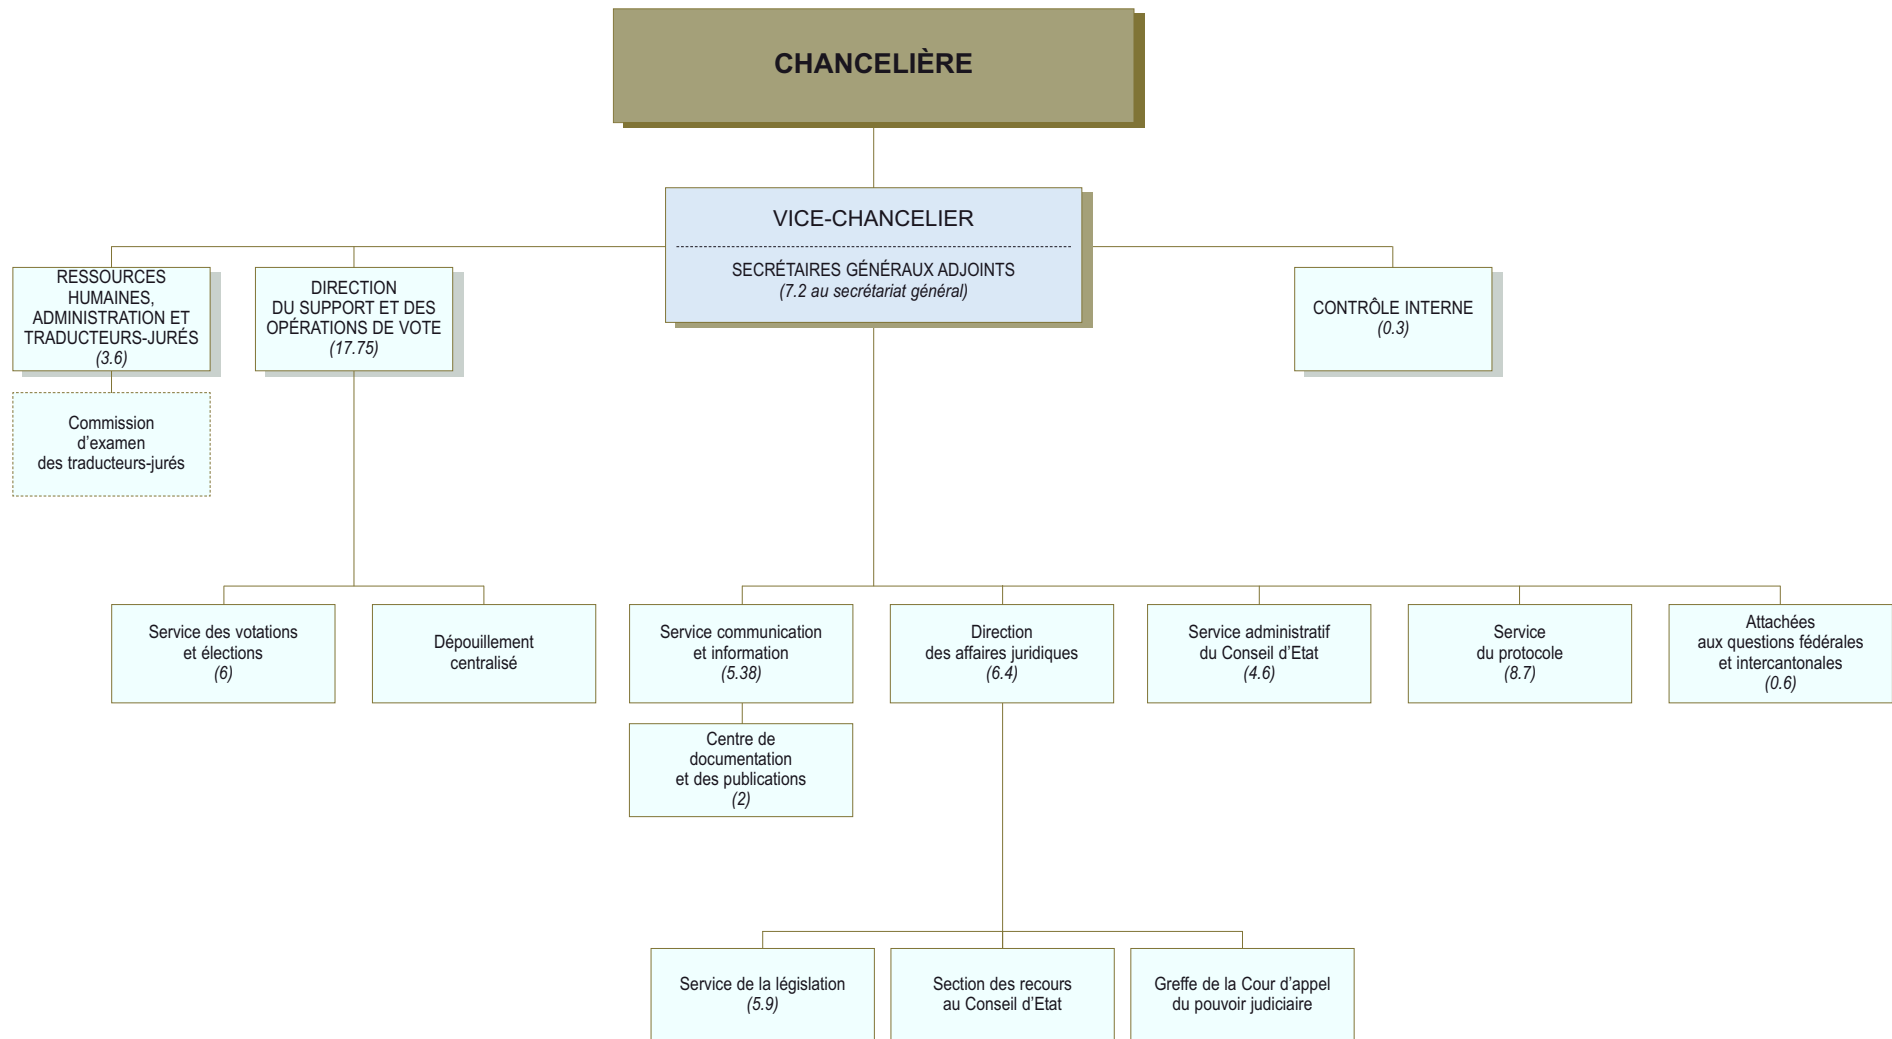 CHANCELIÈRE
VICE-CHANCELIER
SECRÉTAIRES GÉNÉRAUX ADJOINTS
(7.2 au secrétariat général)
RESSOURCES
HUMAINES,
ADMINISTRATION ET
TRADUCTEURS-JURÉS
(3.6)
DIRECTION
DU SUPPORT ET DES
OPÉRATIONS DE VOTE
(17.75)
CONTRÔLE INTERNE
(0.3)
Commission
d’examen
des traducteurs-jurés
Service des votations
et élections
(6)
Dépouillement
centralisé
Service communication
et information
(5.38)
Direction
des affaires juridiques
(6.4)
Service administratif
du Conseil d’Etat
(4.6)
Service
du protocole
(8.7)
Attachées
aux questions fédérales
et intercantonales
(0.6)
Centre de
documentation
et des publications
(2)
Service de la législation
(5.9)
Section des recours
au Conseil d’Etat
Greffe de la Cour d’appel
du pouvoir judiciaire